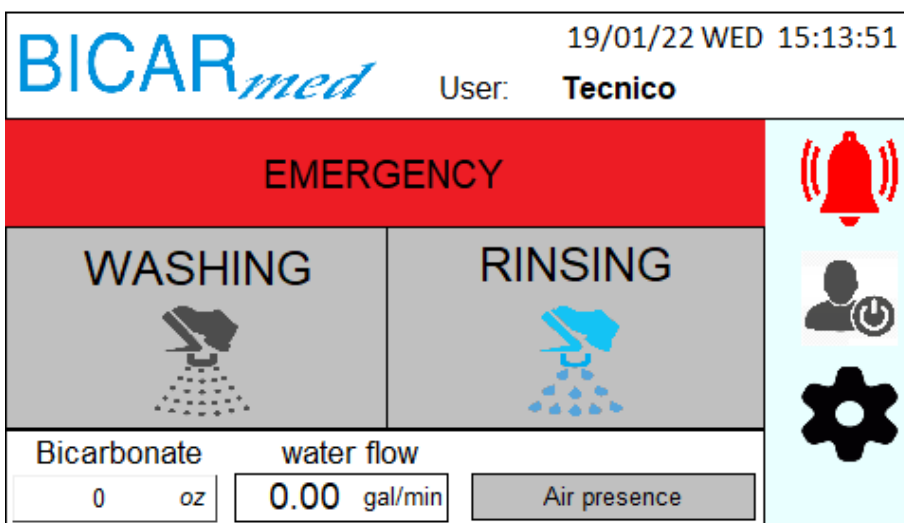 BICARmed
19/01/22 WED 15:13:51
User: Tecnico
EMERGENCY
WASHING
RINSING
Bicarbonate
0 oz
water flow
0.00 gal/min
Air presence